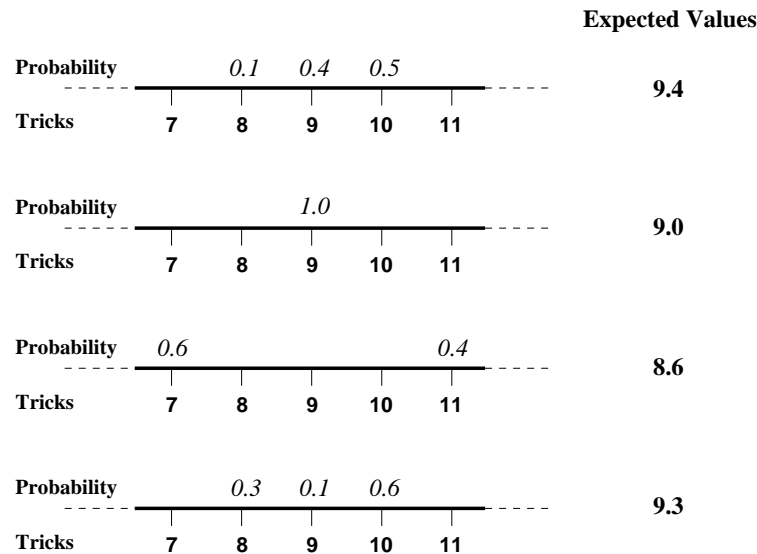 Expected Values
Probability 0.1 0.4 0.5
9.4
Tricks 7 8 9 10 11
Probability 1.0
9.0
Tricks 7 8 9 10 11
Probability 0.6 0.4
8.6
Tricks 7 8 9 10 11
Probability 0.3 0.1 0.6
9.3
Tricks 7 8 9 10 11